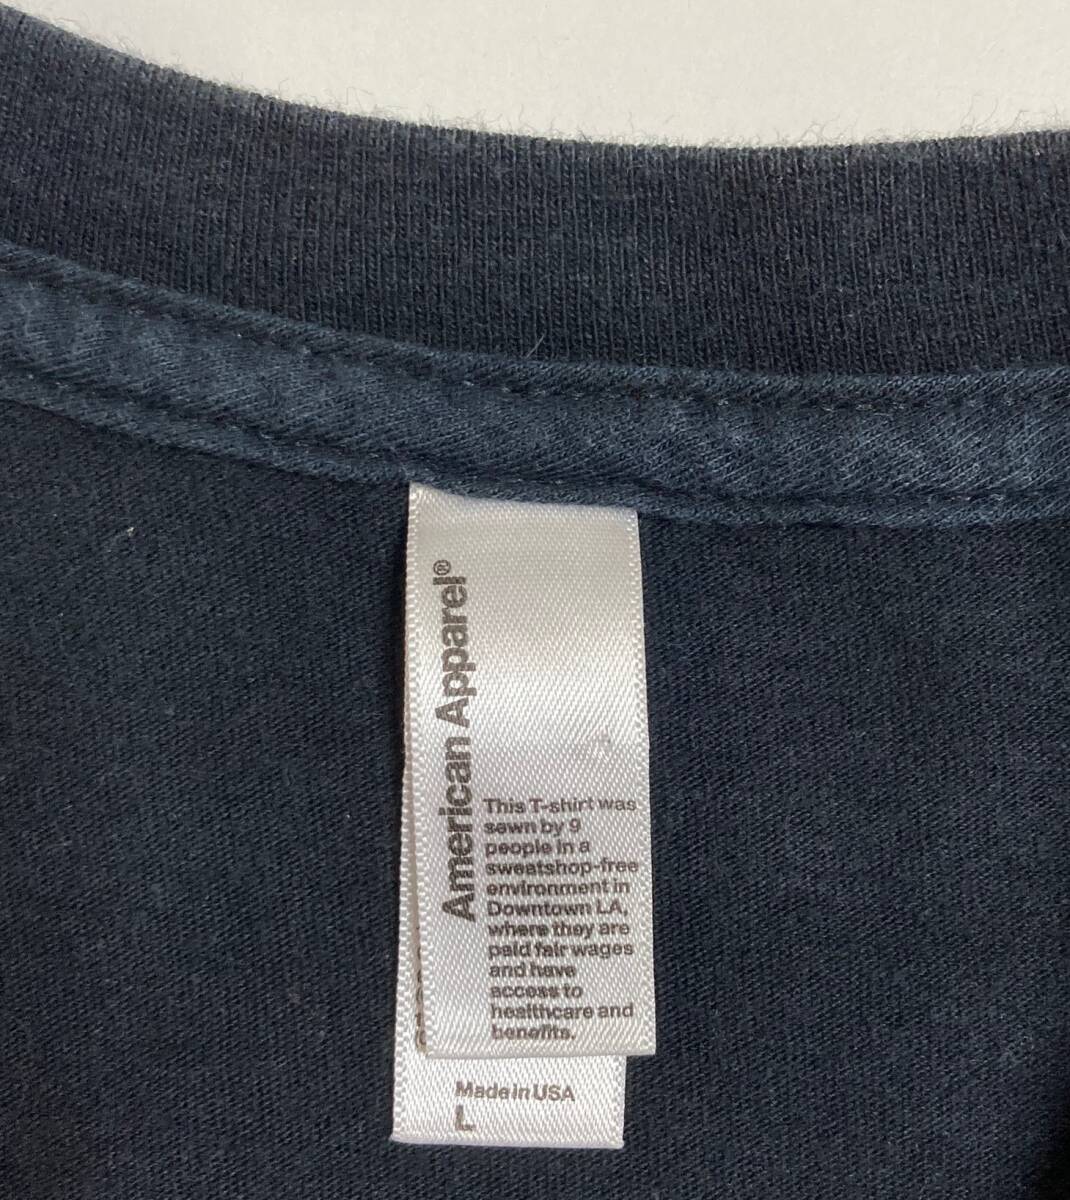 American Apparel®
This T-shirt was
sewn by 9
people in a
sweatshop-free
environment in
Downtown LA,
where they are
paid fair wages
and have
access to
healthcare and
benefits.
Made in USA
L